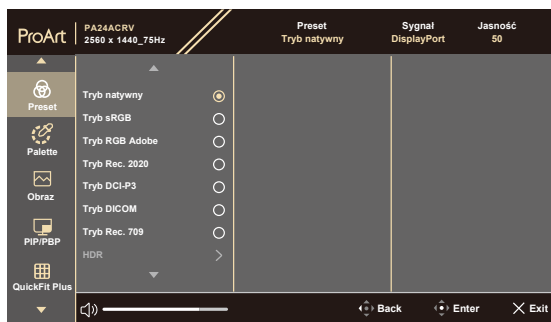 ProArt
PA24ACRV
2560 x 1440_75Hz
Preset
Tryb natywny
Sygnał
DisplayPort
Jasność
50
Preset
Palette
Obraz
PIP/PBP
QuickFit Plus
Tryb natywny
Tryb sRGB
Tryb RGB Adobe
Tryb Rec. 2020
Tryb DCI-P3
Tryb DICOM
Tryb Rec. 709
HDR
Back
Enter
Exit